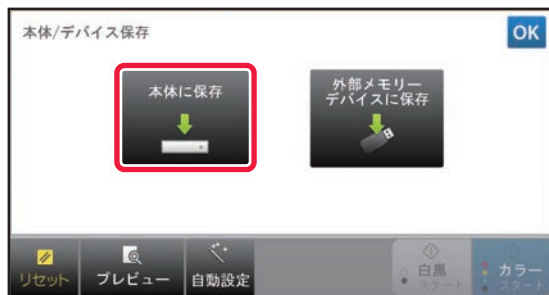 本体/デバイス保存
OK
本体に保存
外部メモリー
デバイスに保存
リセット
プレビュー
自動設定
白黒
スタート
カラー
スタート